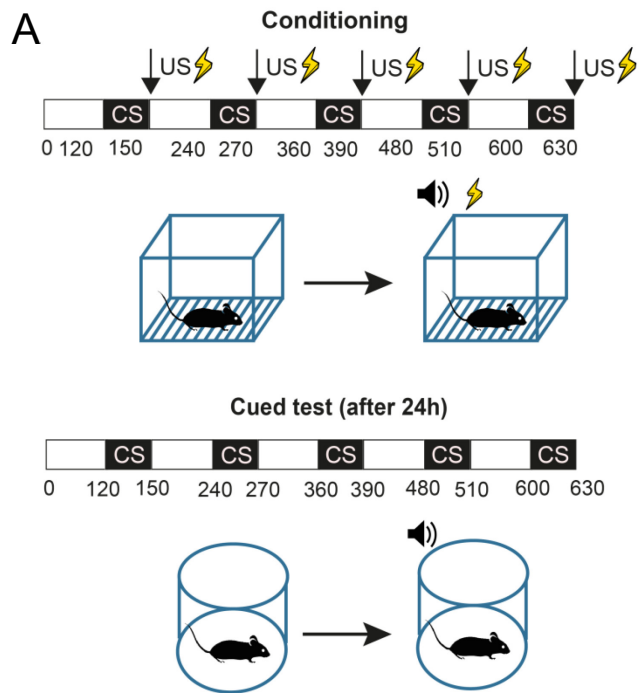 A
Conditioning
US US US US US
CS CS CS CS CS
0 120 150 240 270 360 390 480 510 600 630
Cued test (after 24h)
CS CS CS CS CS
0 120 150 240 270 360 390 480 510 600 630